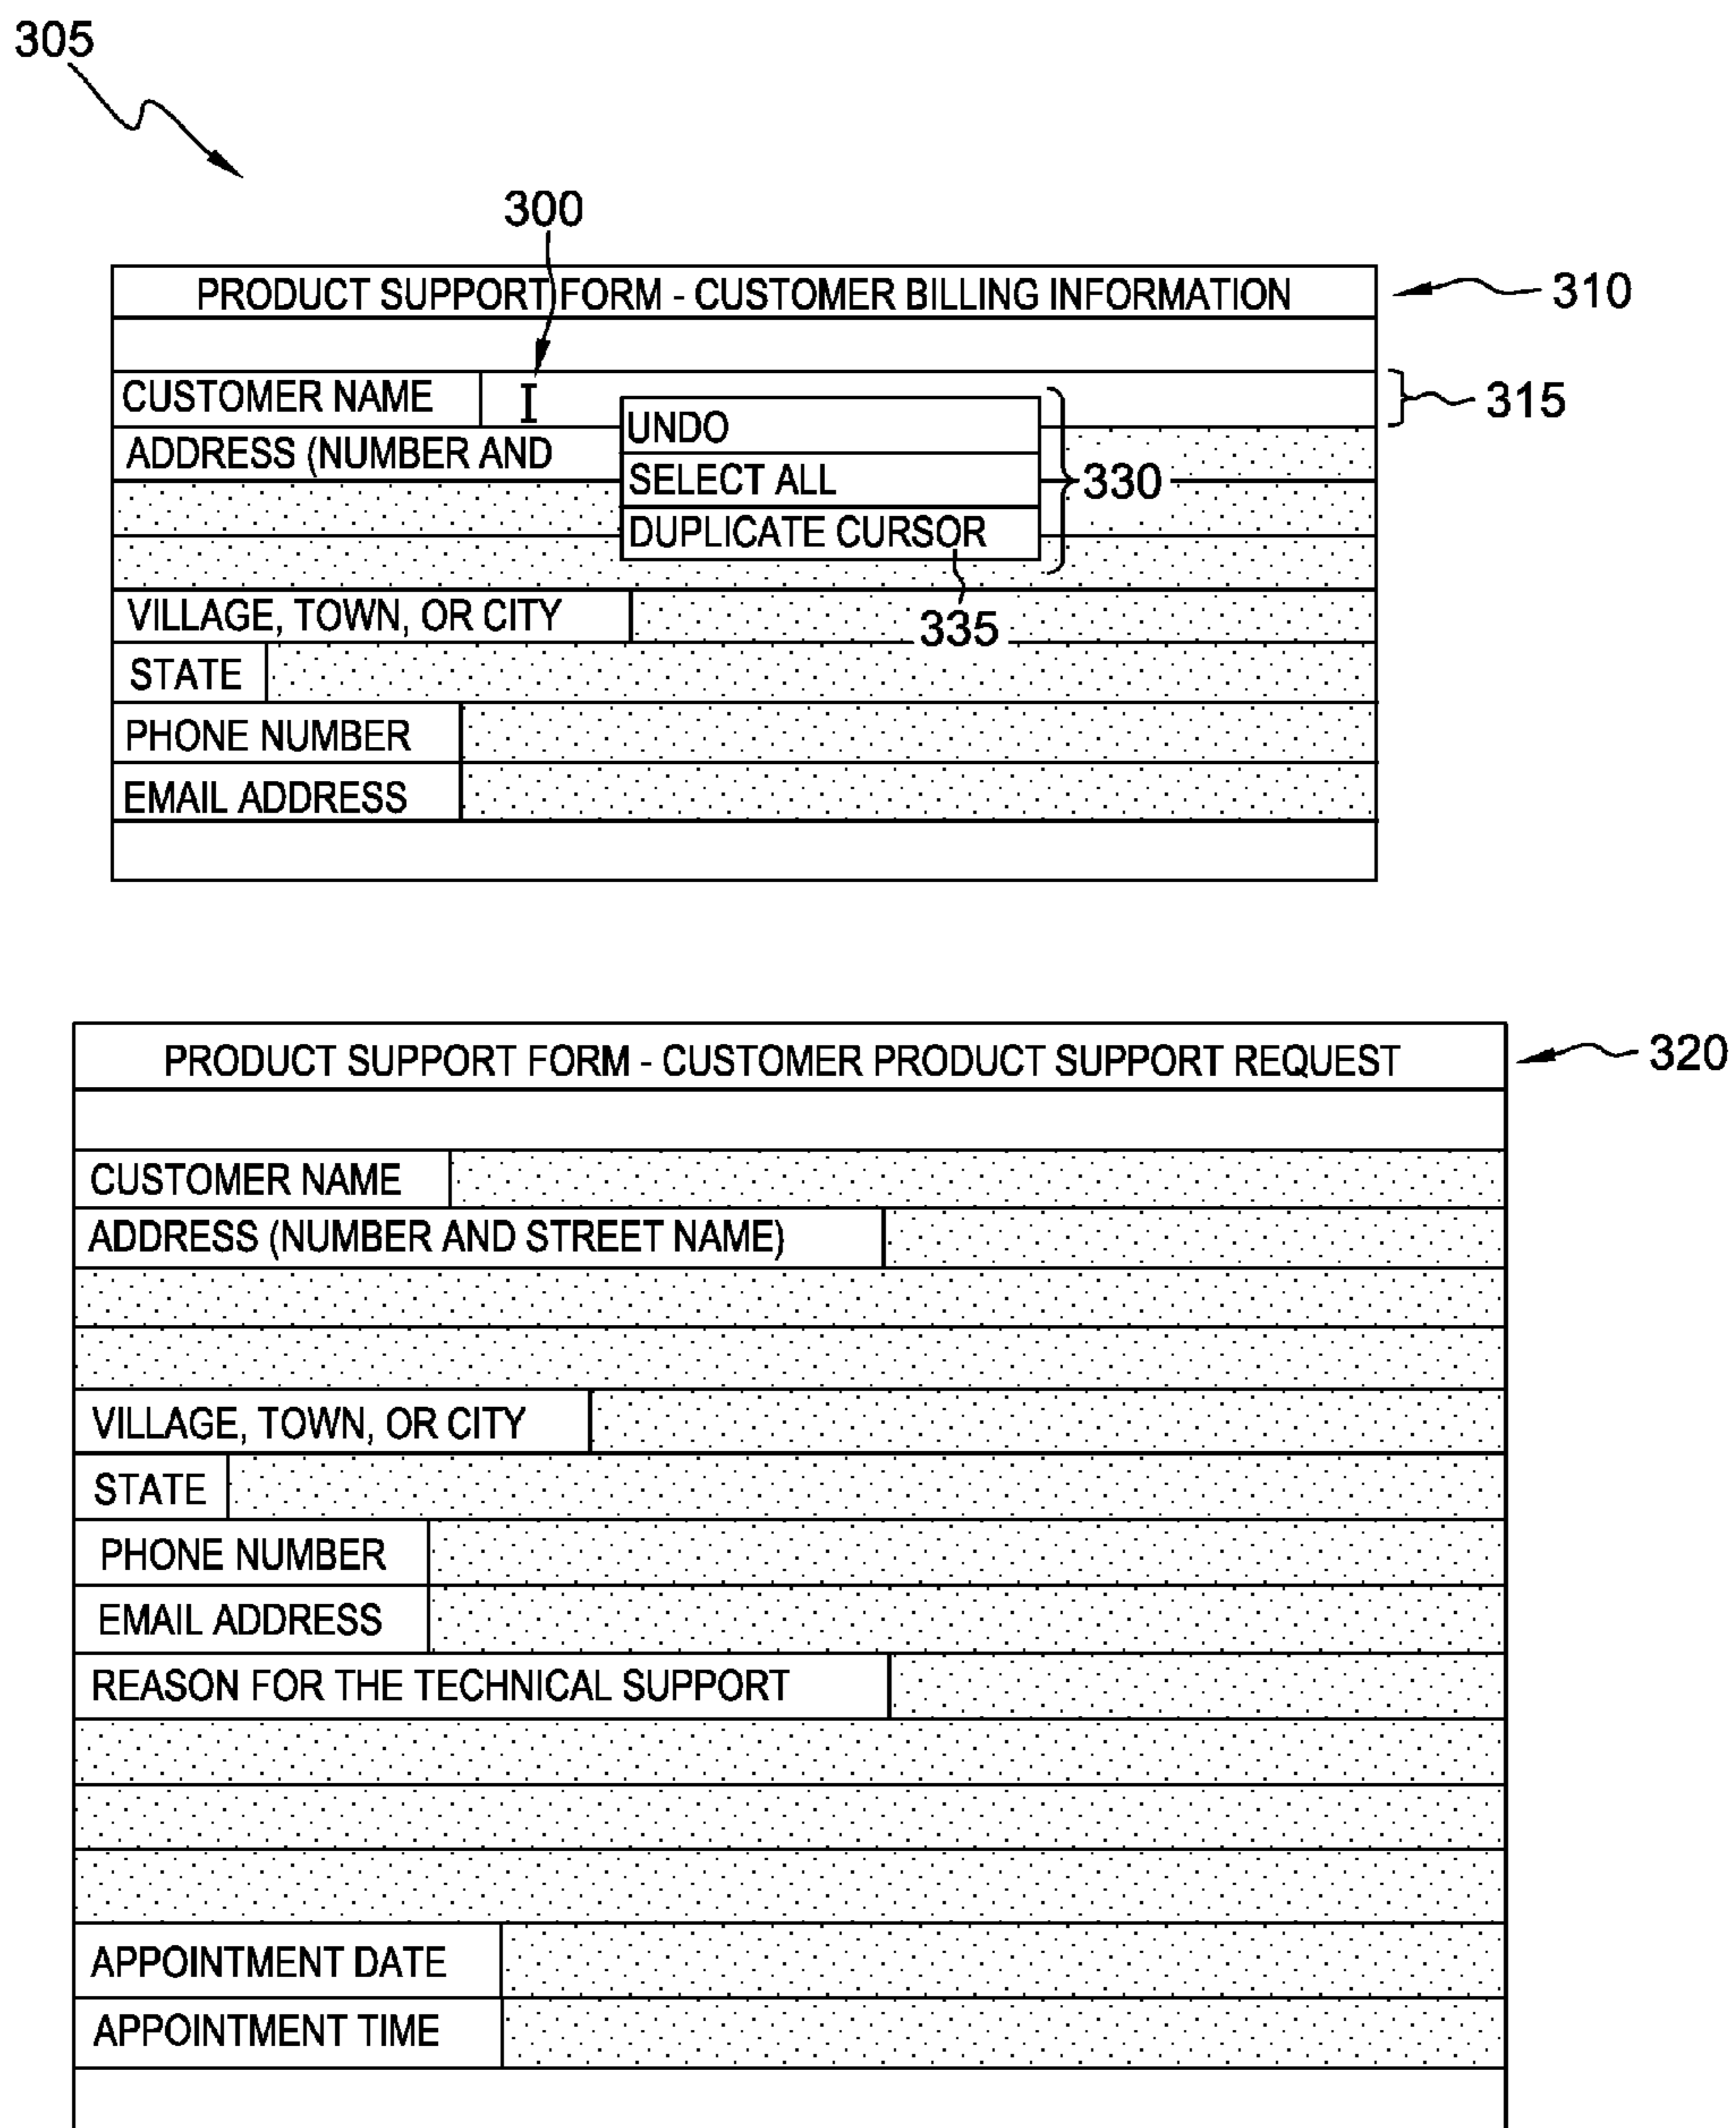 305
300
PRODUCT SUPPORT FORM - CUSTOMER BILLING INFORMATION
310
CUSTOMER NAME
315
UNDO
ADDRESS (NUMBER AND
SELECT ALL
330
DUPLICATE CURSOR
VILLAGE, TOWN, OR CITY
335
STATE
PHONE NUMBER
EMAIL ADDRESS
PRODUCT SUPPORT FORM - CUSTOMER PRODUCT SUPPORT REQUEST
320
CUSTOMER NAME
ADDRESS (NUMBER AND STREET NAME)
VILLAGE, TOWN, OR CITY
STATE
PHONE NUMBER
EMAIL ADDRESS
REASON FOR THE TECHNICAL SUPPORT
APPOINTMENT DATE
APPOINTMENT TIME